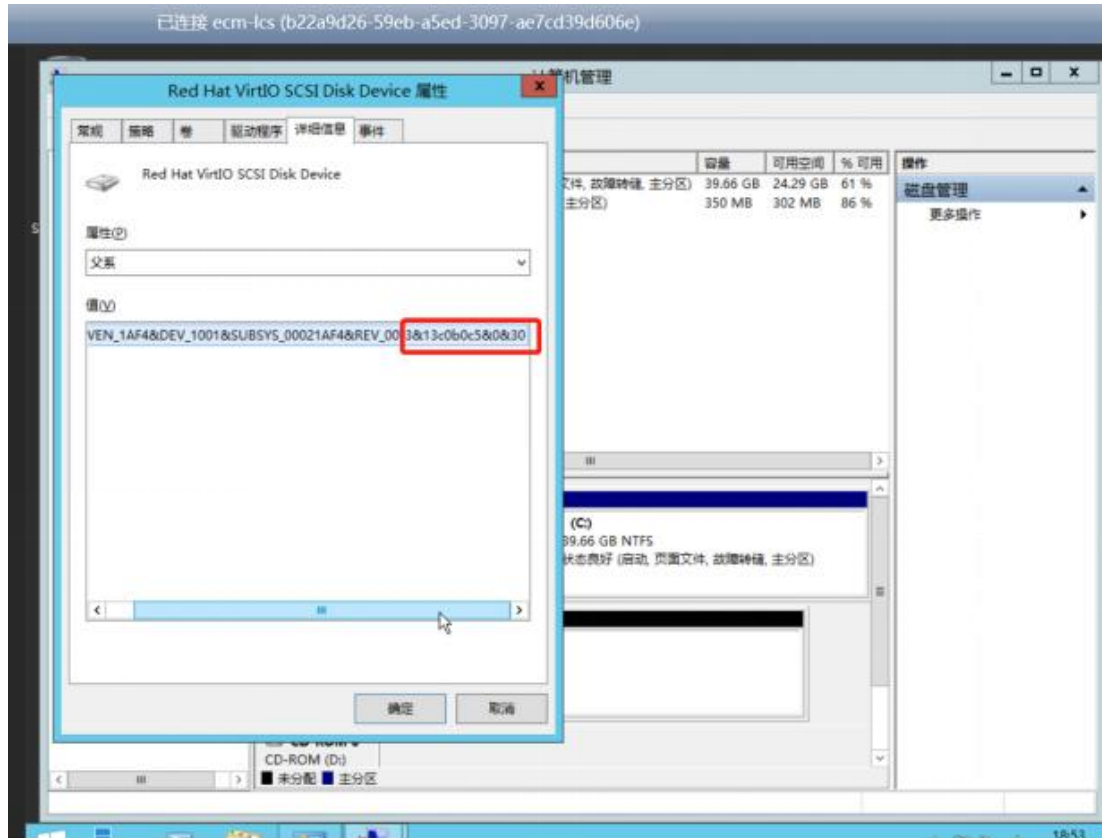 已连接 ecm-lcs (b22a9d26-59eb-a5ed-3097-ae7cd39d606e)
计算机管理
Red Hat VirtIO SCSI Disk Device 属性
常规 策略 卷 驱动程序 详细信息 事件
Red Hat VirtIO SCSI Disk Device
属性(P)
父系
值(V)
VEN_1AF4&DEV_1001&SUBSYS_00021AF4&REV_00 3&13c0b0c5&0&30
确定 取消
容量 可用空间 % 可用
文件, 故障转储, 主分区) 39.66 GB 24.29 GB 61 %
主分区) 350 MB 302 MB 86 %
操作
磁盘管理
更多操作
(C:)
39.66 GB NTFS
状态良好 (启动, 页面文件, 故障转储, 主分区)
CD-ROM (D:)
未分配 主分区
18:53